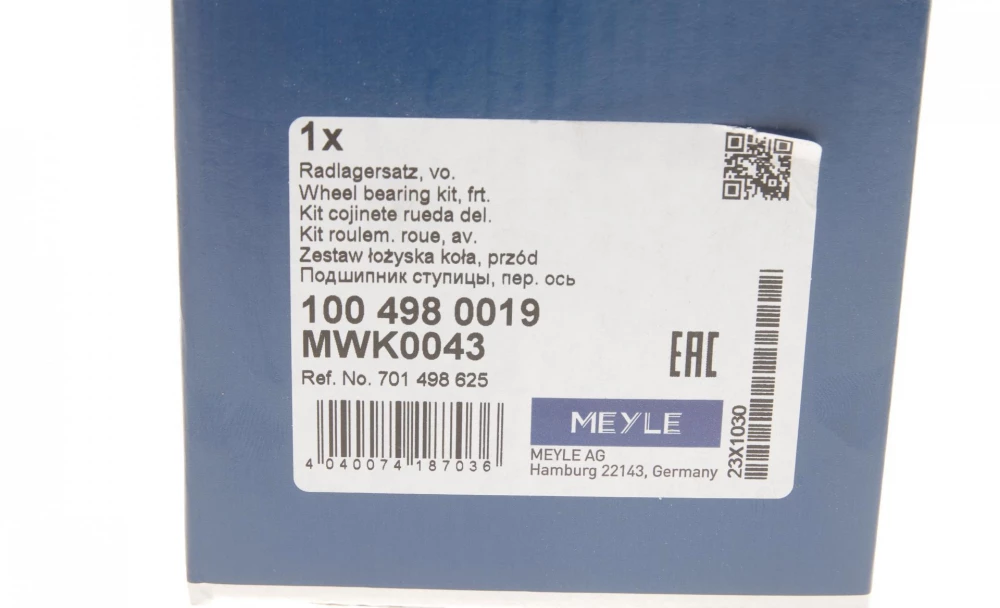 1x
Radlagersatz, vo.
Wheel bearing kit, frt.
Kit cojinete rueda del.
Kit roulem. roue, av.
Zestaw łożyska koła, przód
Подшипник ступицы, пер. ось
100 498 0019
MWK0043
Ref. No. 701 498 625
4 040074 187036
EAC
MEYLE
MEYLE AG
Hamburg 22143, Germany
23X1030